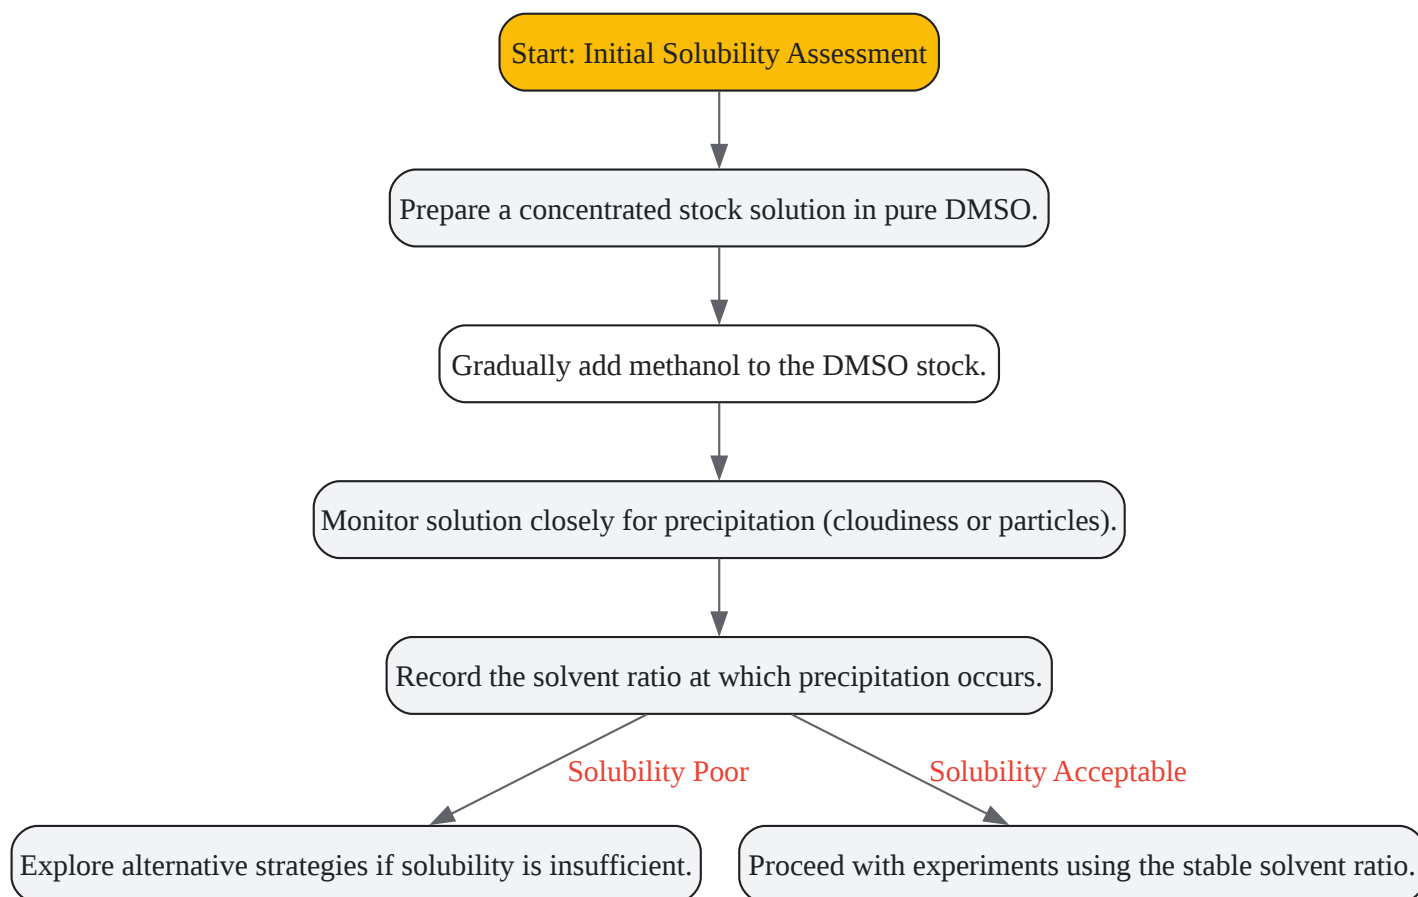 Start: Initial Solubility Assessment
Prepare a concentrated stock solution in pure DMSO.
Gradually add methanol to the DMSO stock.
Monitor solution closely for precipitation (cloudiness or particles).
Record the solvent ratio at which precipitation occurs.
Solubility Poor
Solubility Acceptable
Explore alternative strategies if solubility is insufficient.
Proceed with experiments using the stable solvent ratio.